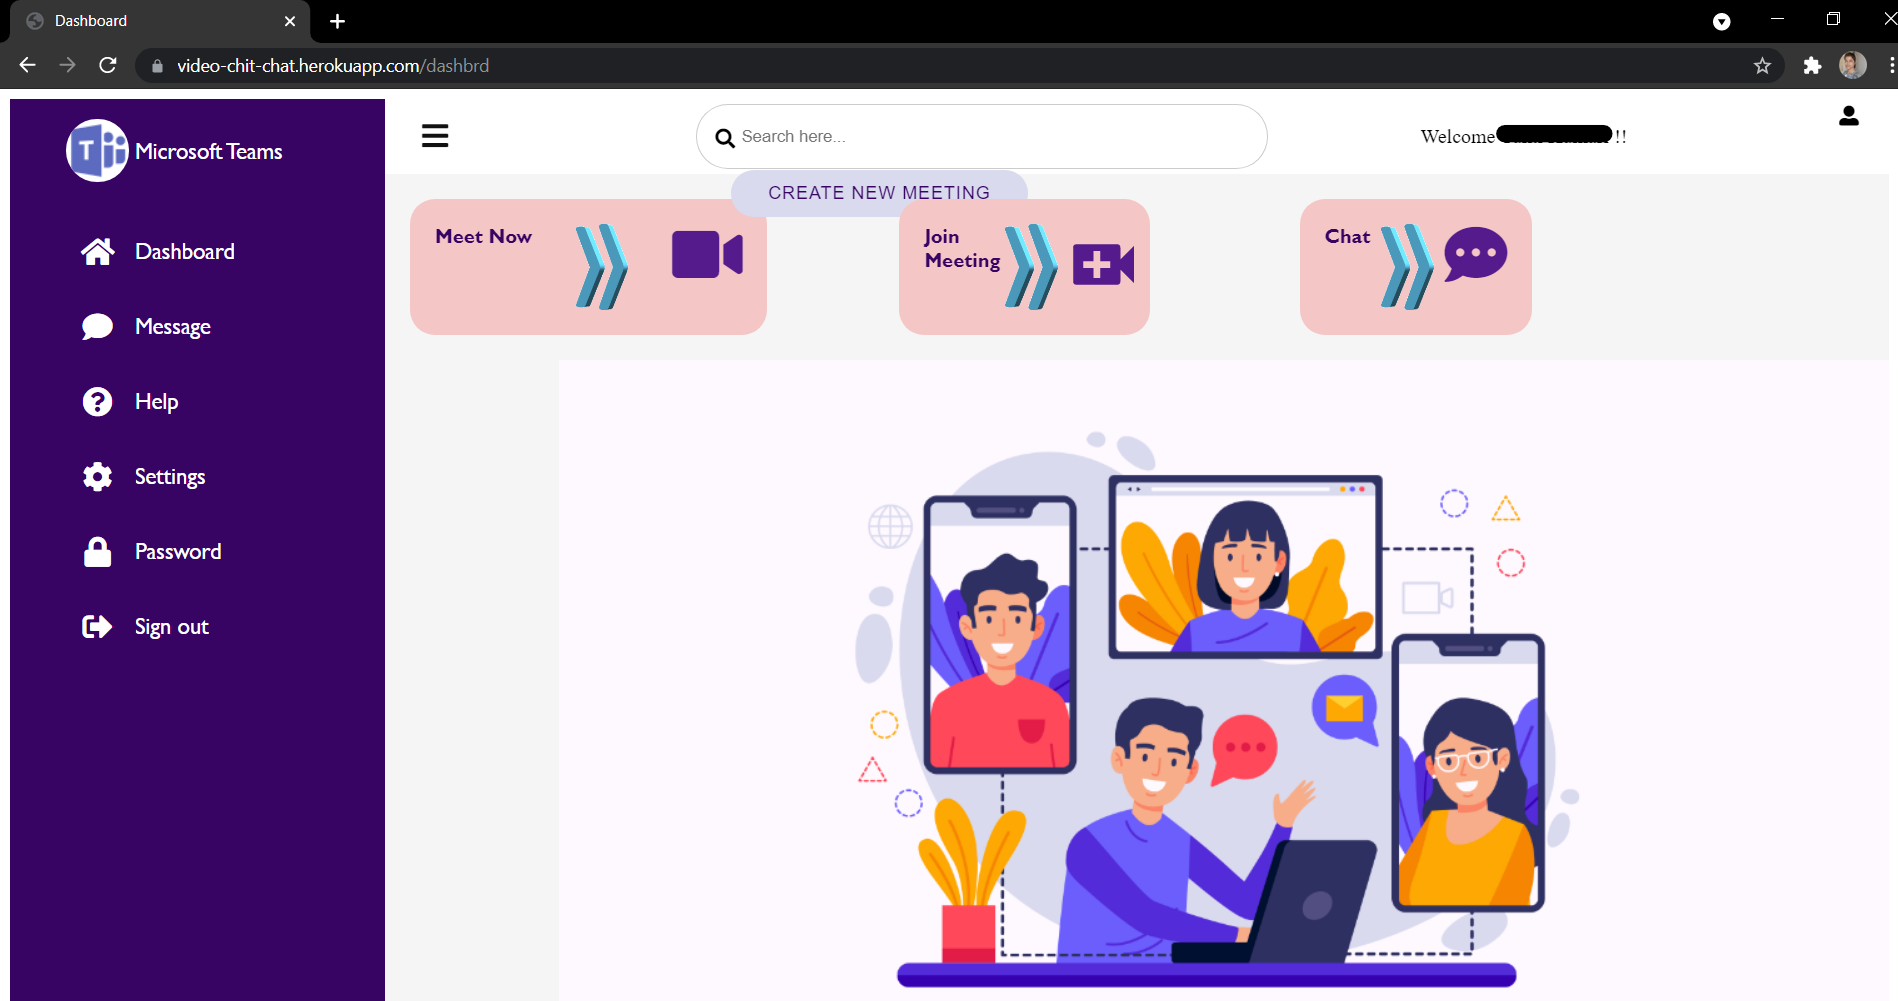 Dashboard
video-chit-chat.herokuapp.com/dashbrd
Microsoft Teams
Search here...
Welcome !!
CREATE NEW MEETING
Meet Now
Join
Meeting
Chat
Dashboard
Message
Help
Settings
Password
Sign out